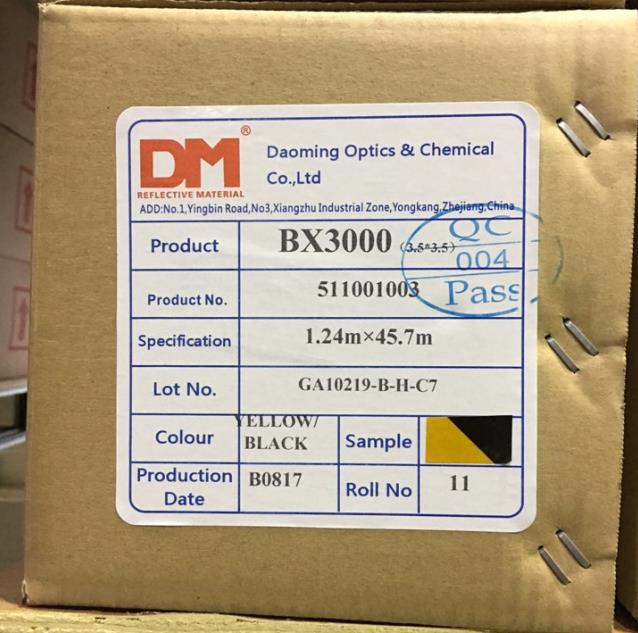 DM®
REFLECTIVE MATERIAL
Daoming Optics & Chemical
Co.,Ltd
ADD:No.1,Yingbin Road,No3,Xiangzhu Industrial Zone,Yongkang,Zhejiang,China
Product BX3000 (3.5*3.5)
QC
004
Pass
Product No. 511001003
Specification 1.24m×45.7m
Lot No. GA10219-B-H-C7
Colour YELLOW/
BLACK
Sample
Production
Date
B0817
Roll No 11